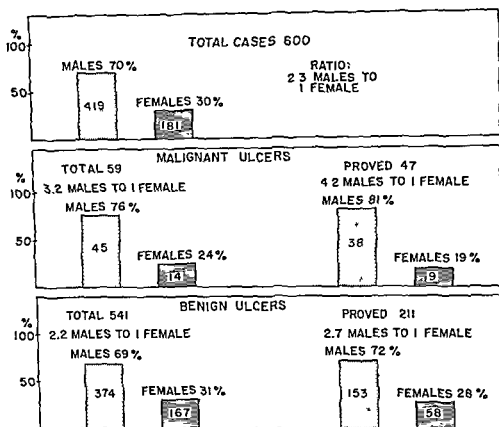 %
TOTAL CASES 600
100
MALES 70%
RATIO:
2 3 MALES TO
1 FEMALE
50
419
FEMALES 30%
181
MALIGNANT ULCERS
%
TOTAL 59
PROVED 47
3.2 MALES TO 1 FEMALE
4 2 MALES TO 1 FEMALE
100
MALES 76%
MALES 81%
50
45
FEMALES 24%
14
38
FEMALES 19%
9
BENIGN ULCERS
%
TOTAL 541
PROVED 211
100
2.2 MALES TO 1 FEMALE
2.7 MALES TO 1 FEMALE
MALES 69%
MALES 72%
50
374
FEMALES 31%
167
153
FEMALES 28%
58